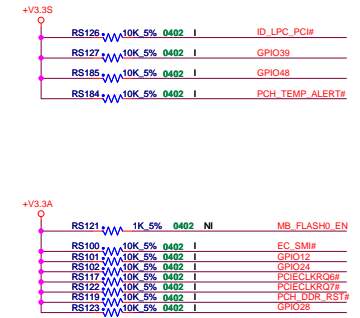 +V3.3S
RS126 10K_5% 0402 I ID_LPC_PCI#
RS127 10K_5% 0402 I GPIO39
RS185 10K_5% 0402 I GPIO48
RS184 10K_5% 0402 I PCH_TEMP_ALERT#
+V3.3A
RS121 1K_5% 0402 NI MB_FLASH0_EN
RS100 10K_5% 0402 I EC_SMI#
RS101 10K_5% 0402 I GPIO12
RS102 10K_5% 0402 I GPIO24
RS117 10K_5% 0402 I PCIECLKRQ6#
RS122 10K_5% 0402 I PCIECLKRQ7#
RS119 10K_5% 0402 I PCH_DDR_RST#
RS123 10K_5% 0402 I GPIO28